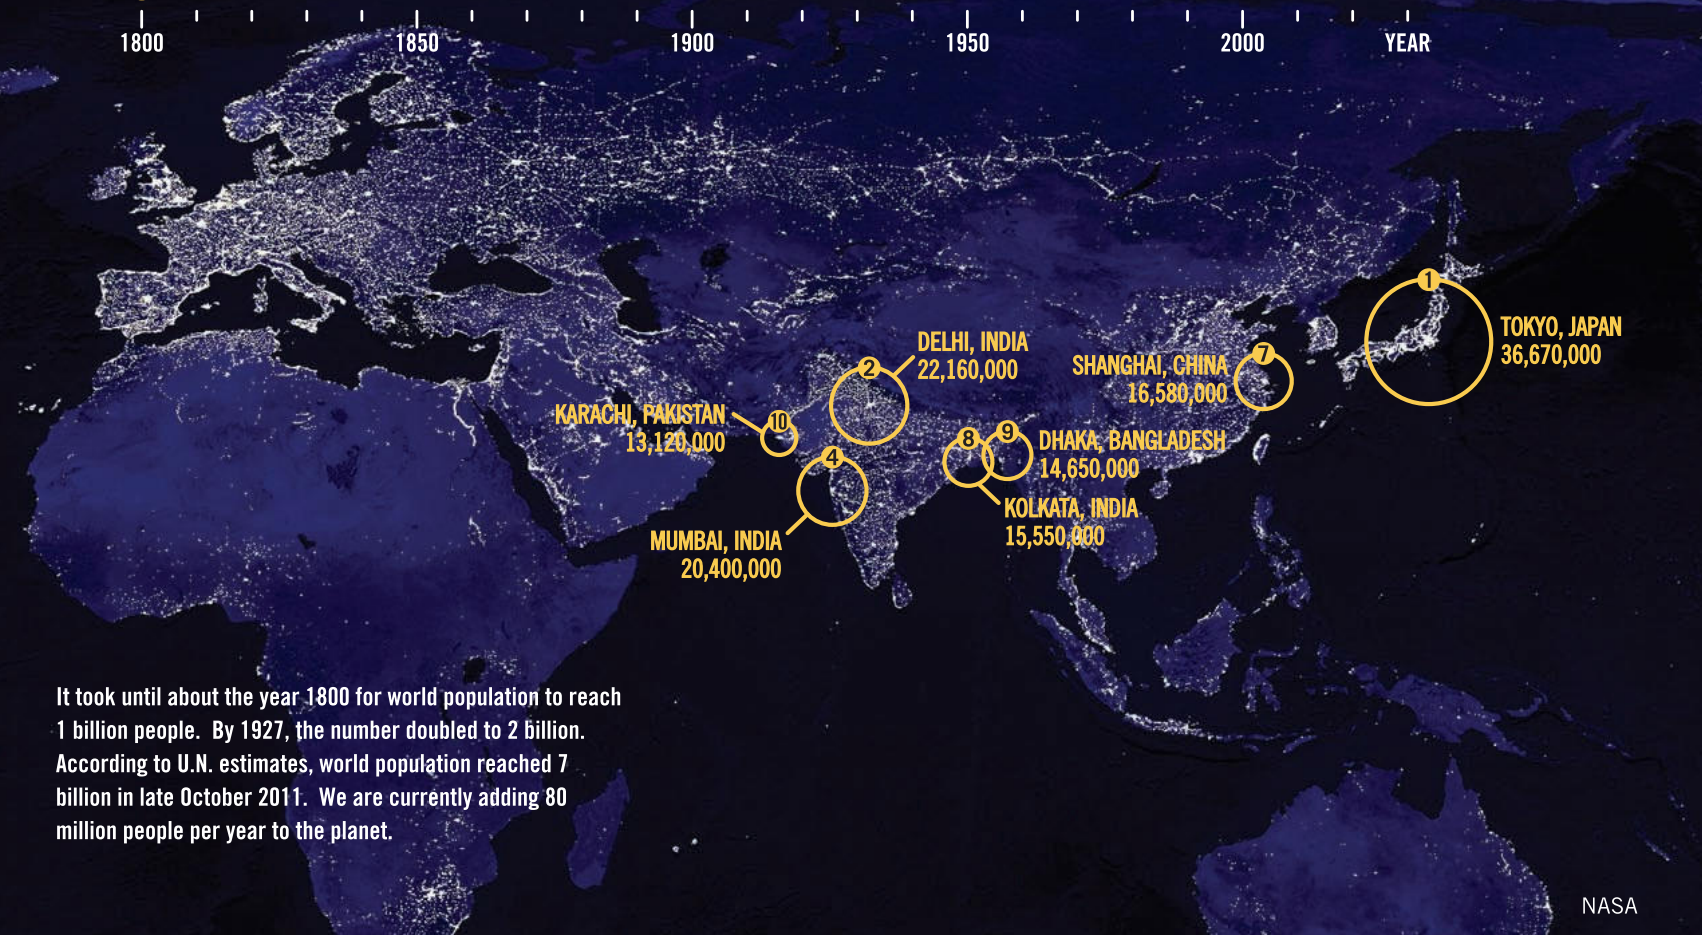 1800 1850 1900 1950 2000 YEAR
1
TOKYO, JAPAN
36,670,000
2
DELHI, INDIA
22,160,000
7
SHANGHAI, CHINA
16,580,000
10
KARACHI, PAKISTAN
13,120,000
8
9
DHAKA, BANGLADESH
14,650,000
4
KOLKATA, INDIA
15,550,000
MUMBAI, INDIA
20,400,000
It took until about the year 1800 for world population to reach
1 billion people. By 1927, the number doubled to 2 billion.
According to U.N. estimates, world population reached 7
billion in late October 2011. We are currently adding 80
million people per year to the planet.
NASA